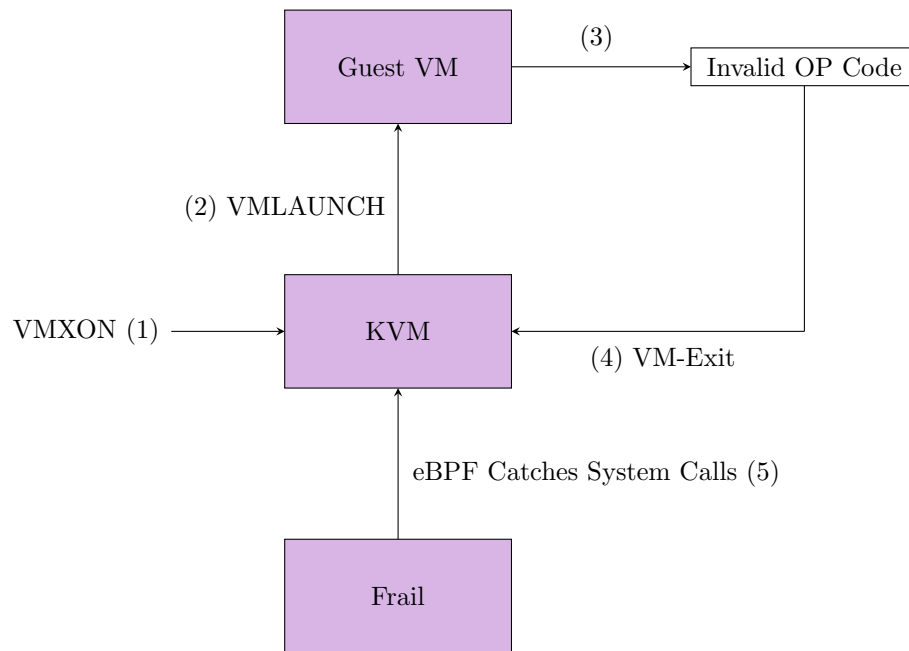 (3)
Guest VM
Invalid OP Code
(2) VMLAUNCH
VMXON (1)
KVM
(4) VM-Exit
eBPF Catches System Calls (5)
Frail